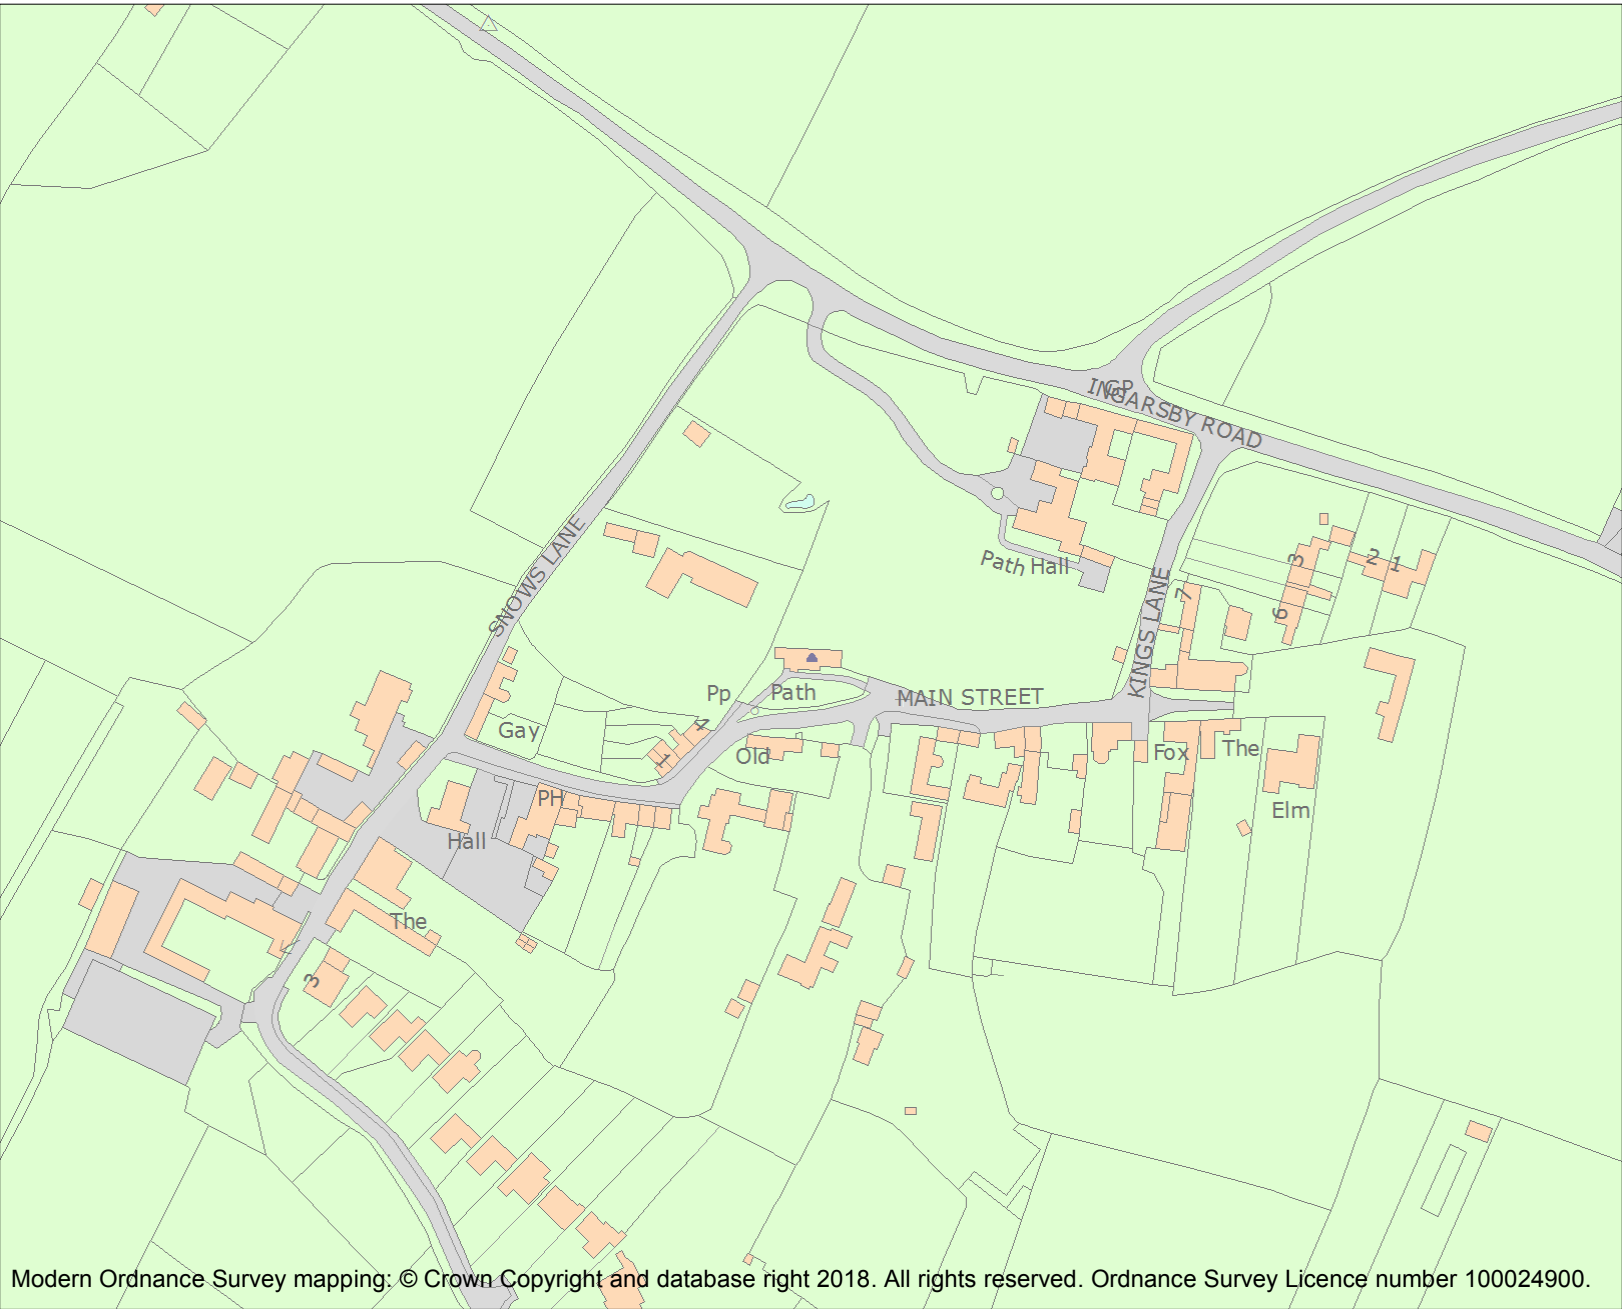 GP
INGARSBY ROAD
SNOWS LANE
Path Hall
3
2
1
7
6
KINGS LANE
Pp
Path
MAIN STREET
Gay
4
1
Old
Fox
The
PH
Elm
Hall
The
3
Modern Ordnance Survey mapping: © Crown Copyright and database right 2018. All rights reserved. Ordnance Survey Licence number 100024900.